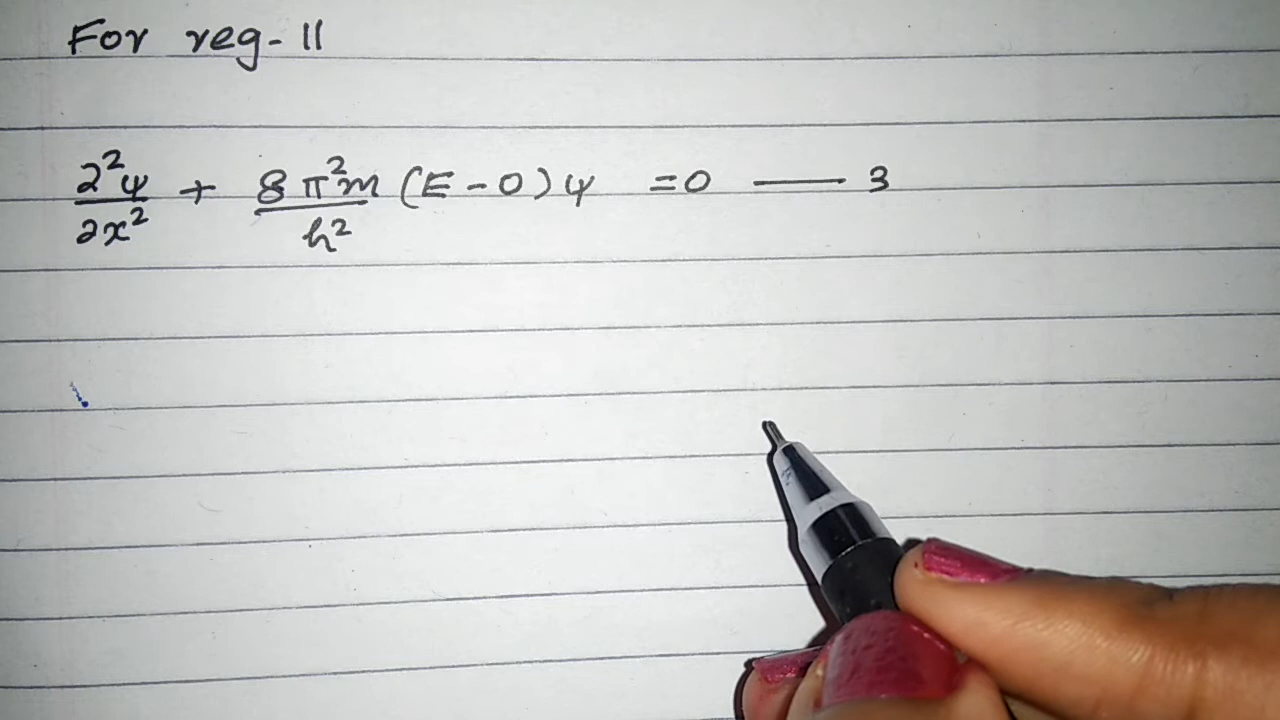 For reg-II
∂²ψ/∂x² + 8π²m/h² (E-0)ψ =0 — 3